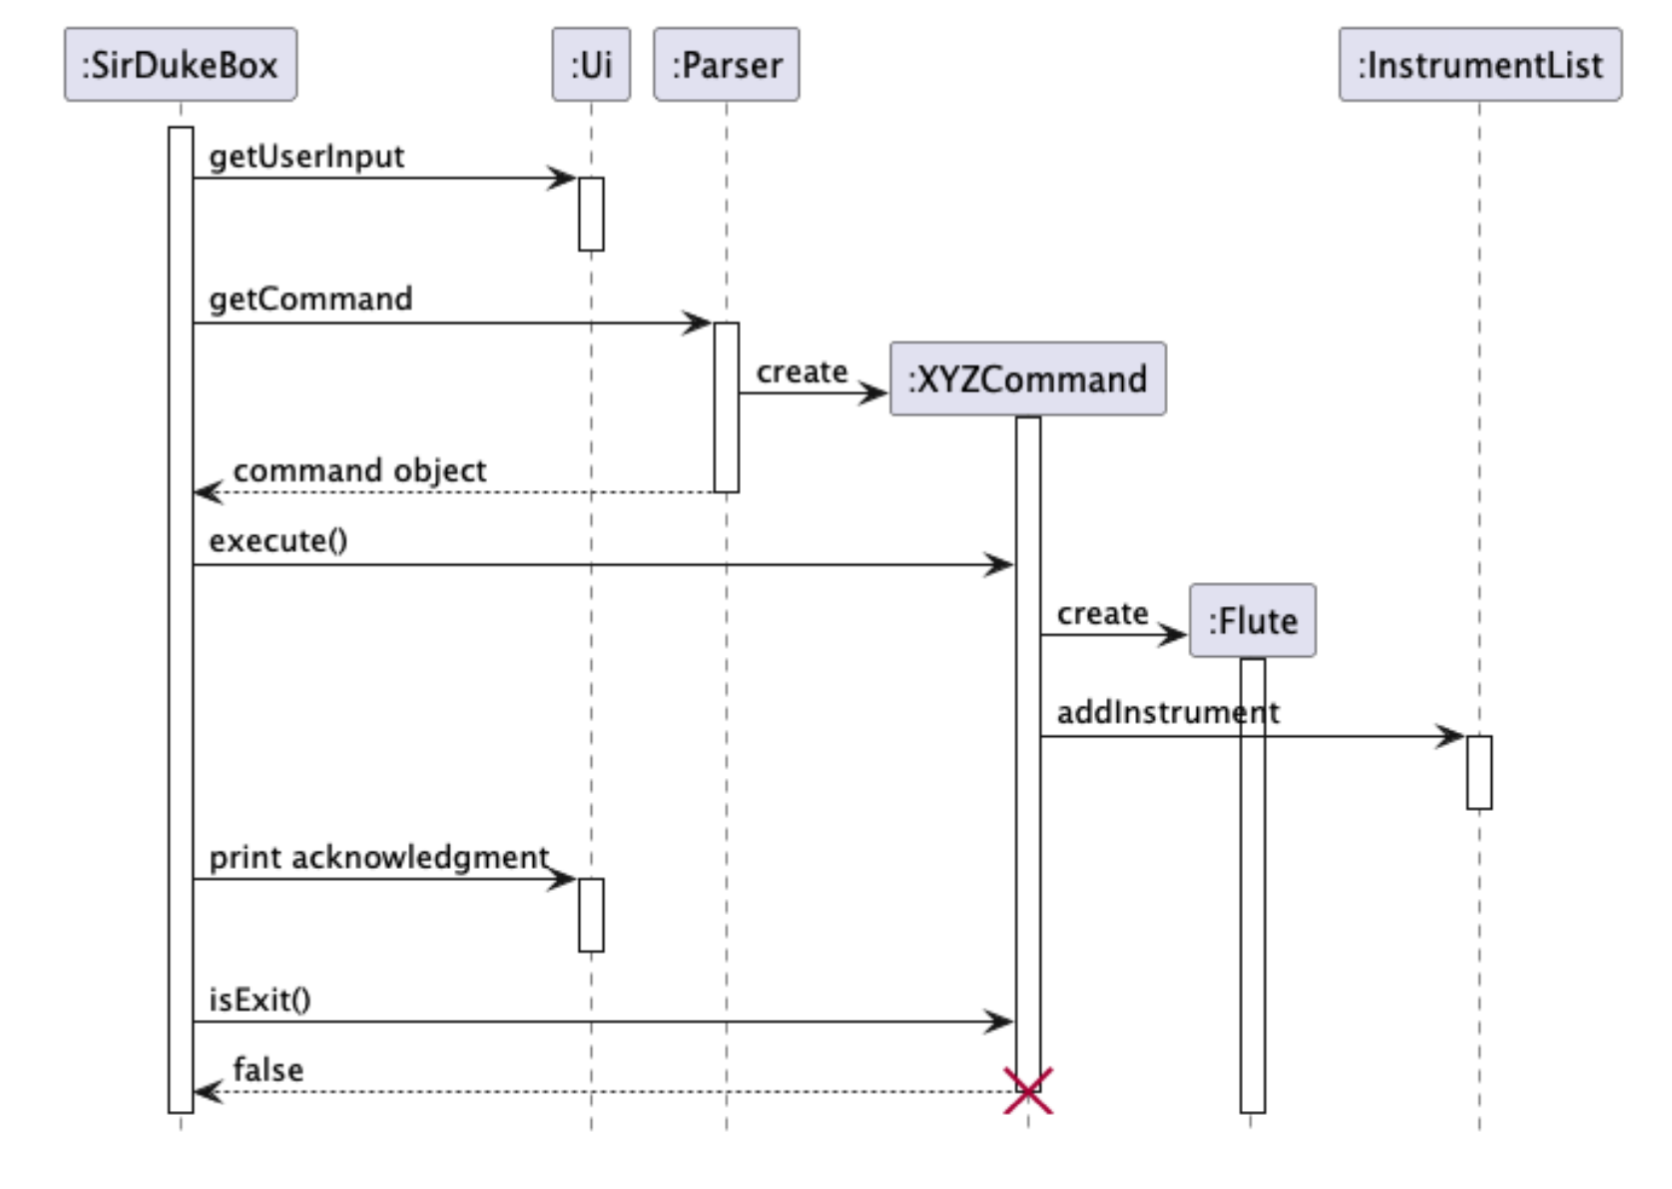 :SirDukeBox
:Ui
:Parser
:InstrumentList
getUserInput
getCommand
create
:XYZCommand
command object
execute()
create
:Flute
addInstrument
print acknowledgment
isExit()
false